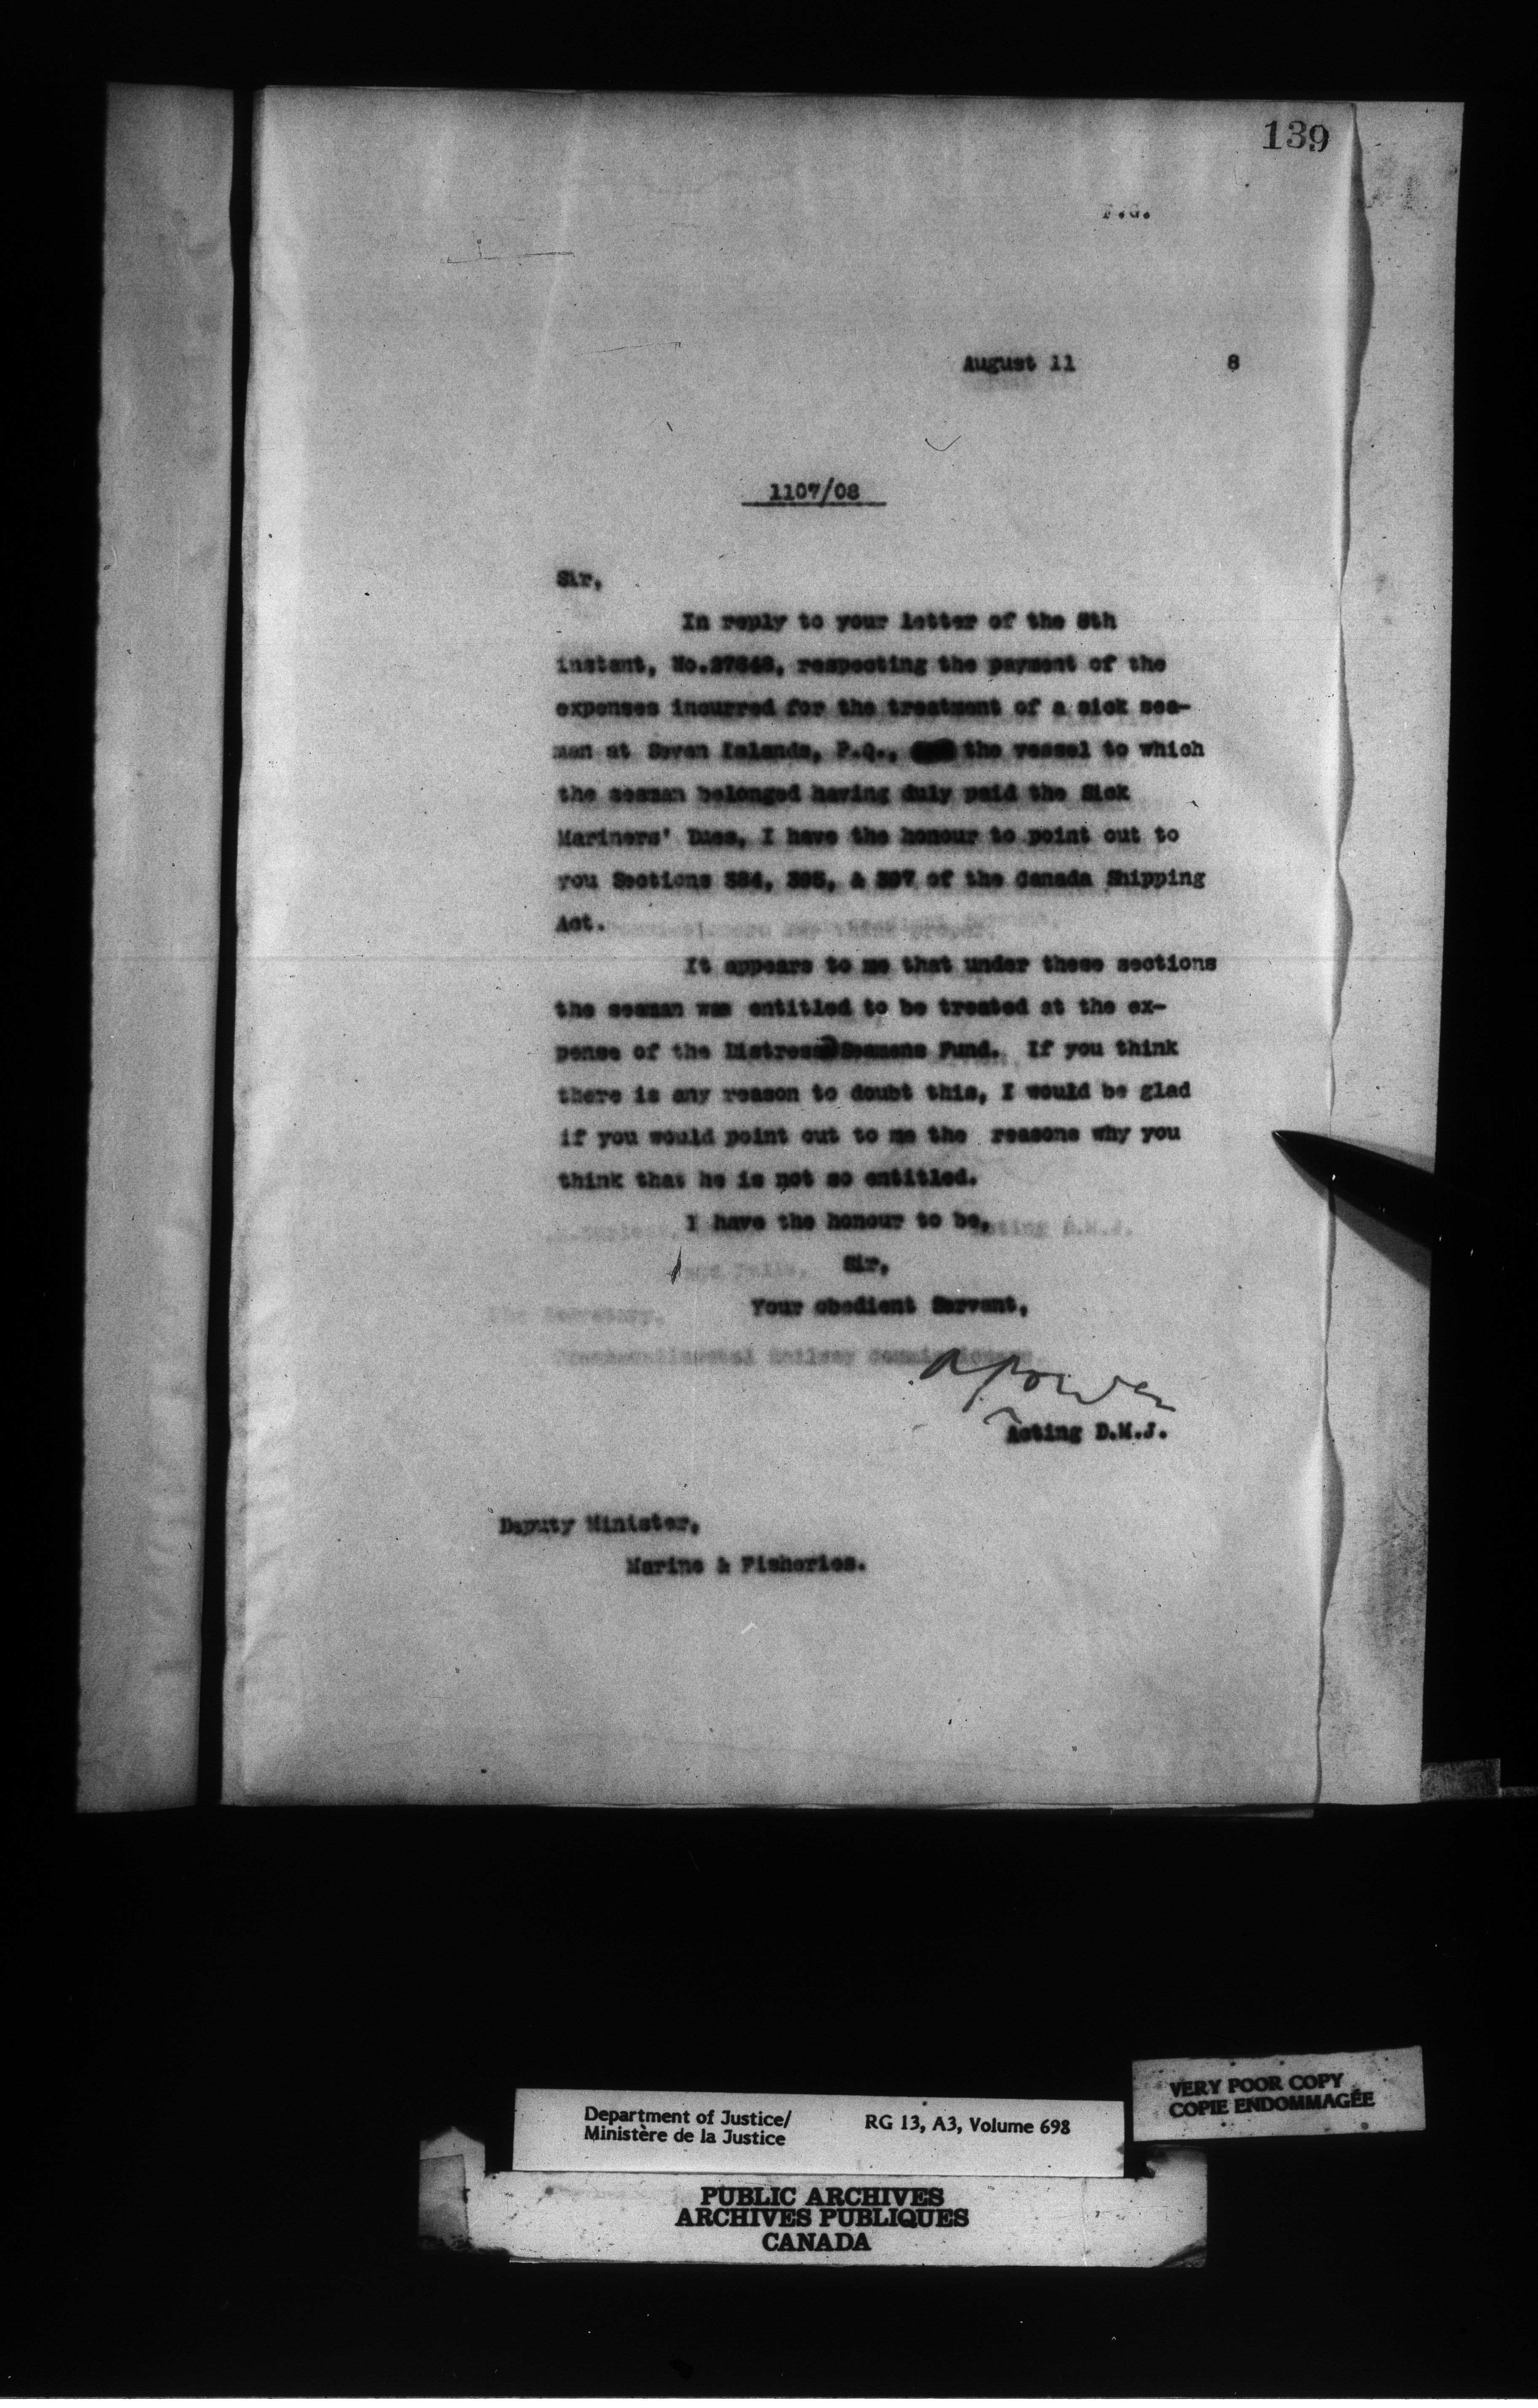 139
F.G.
August 11 8
1107/08
Sir,
In reply to your letter of the 8th
instant, No. respecting the payment of the
expenses incurred for the treatment of a sick sea-
man at Seven Islands, P.Q., the vessel to which
the seaman belonged having duly paid the Sick
Mariners' Dues, I have the honour to point out to
you Sections 384, 395, & 397 of the Canada Shipping
Act.
It appears to me that under these sections
the seaman was entitled to be treated at the ex-
pense of the Distress Seamens Fund. If you think
there is any reason to doubt this, I would be glad
if you would point out to me the reasons why you
think that he is not so entitled.
I have the honour to be,
Sir,
Your obedient Servant,
A Power
Acting D.M.J.
Deputy Minister,
Marine & Fisheries.
VERY POOR COPY
COPIE ENDOMMAGÉE
Department of Justice/ RG 13, A3, Volume 698
Ministère de la Justice
PUBLIC ARCHIVES
ARCHIVES PUBLIQUES
CANADA